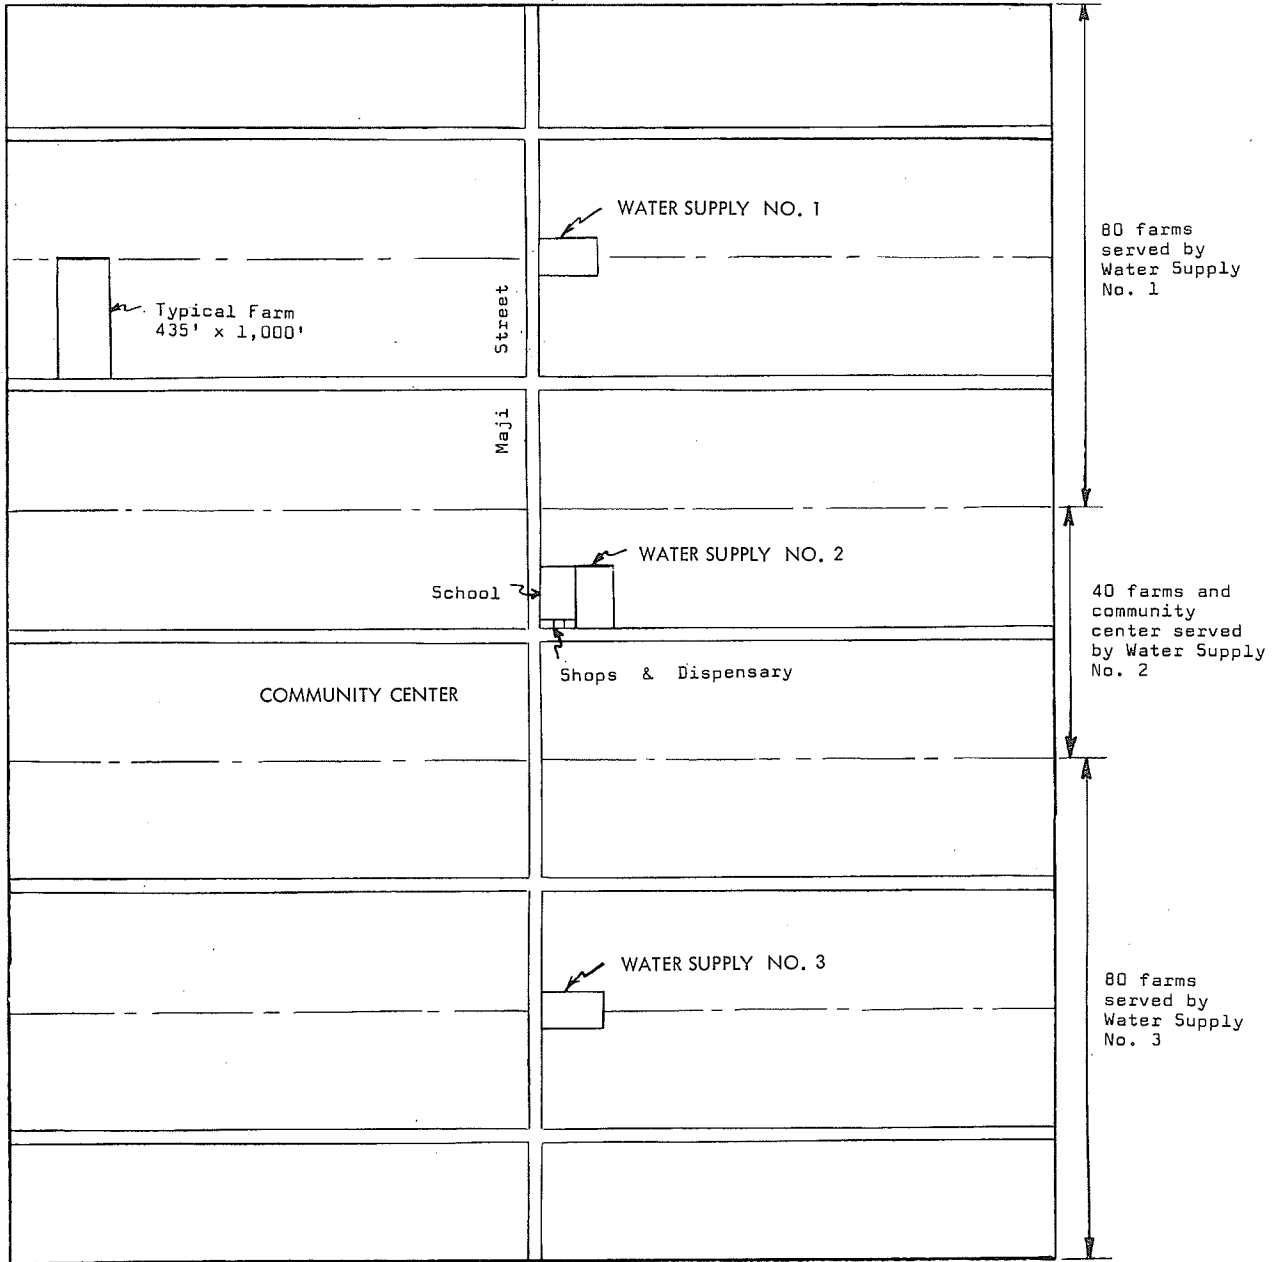 WATER SUPPLY NO. 1
80 farms
served by
Water Supply
No. 1
Typical Farm
435' x 1,000'
Maji Street
WATER SUPPLY NO. 2
School
Shops & Dispensary
40 farms and
community
center served
by Water Supply
No. 2
COMMUNITY CENTER
WATER SUPPLY NO. 3
80 farms
served by
Water Supply
No. 3